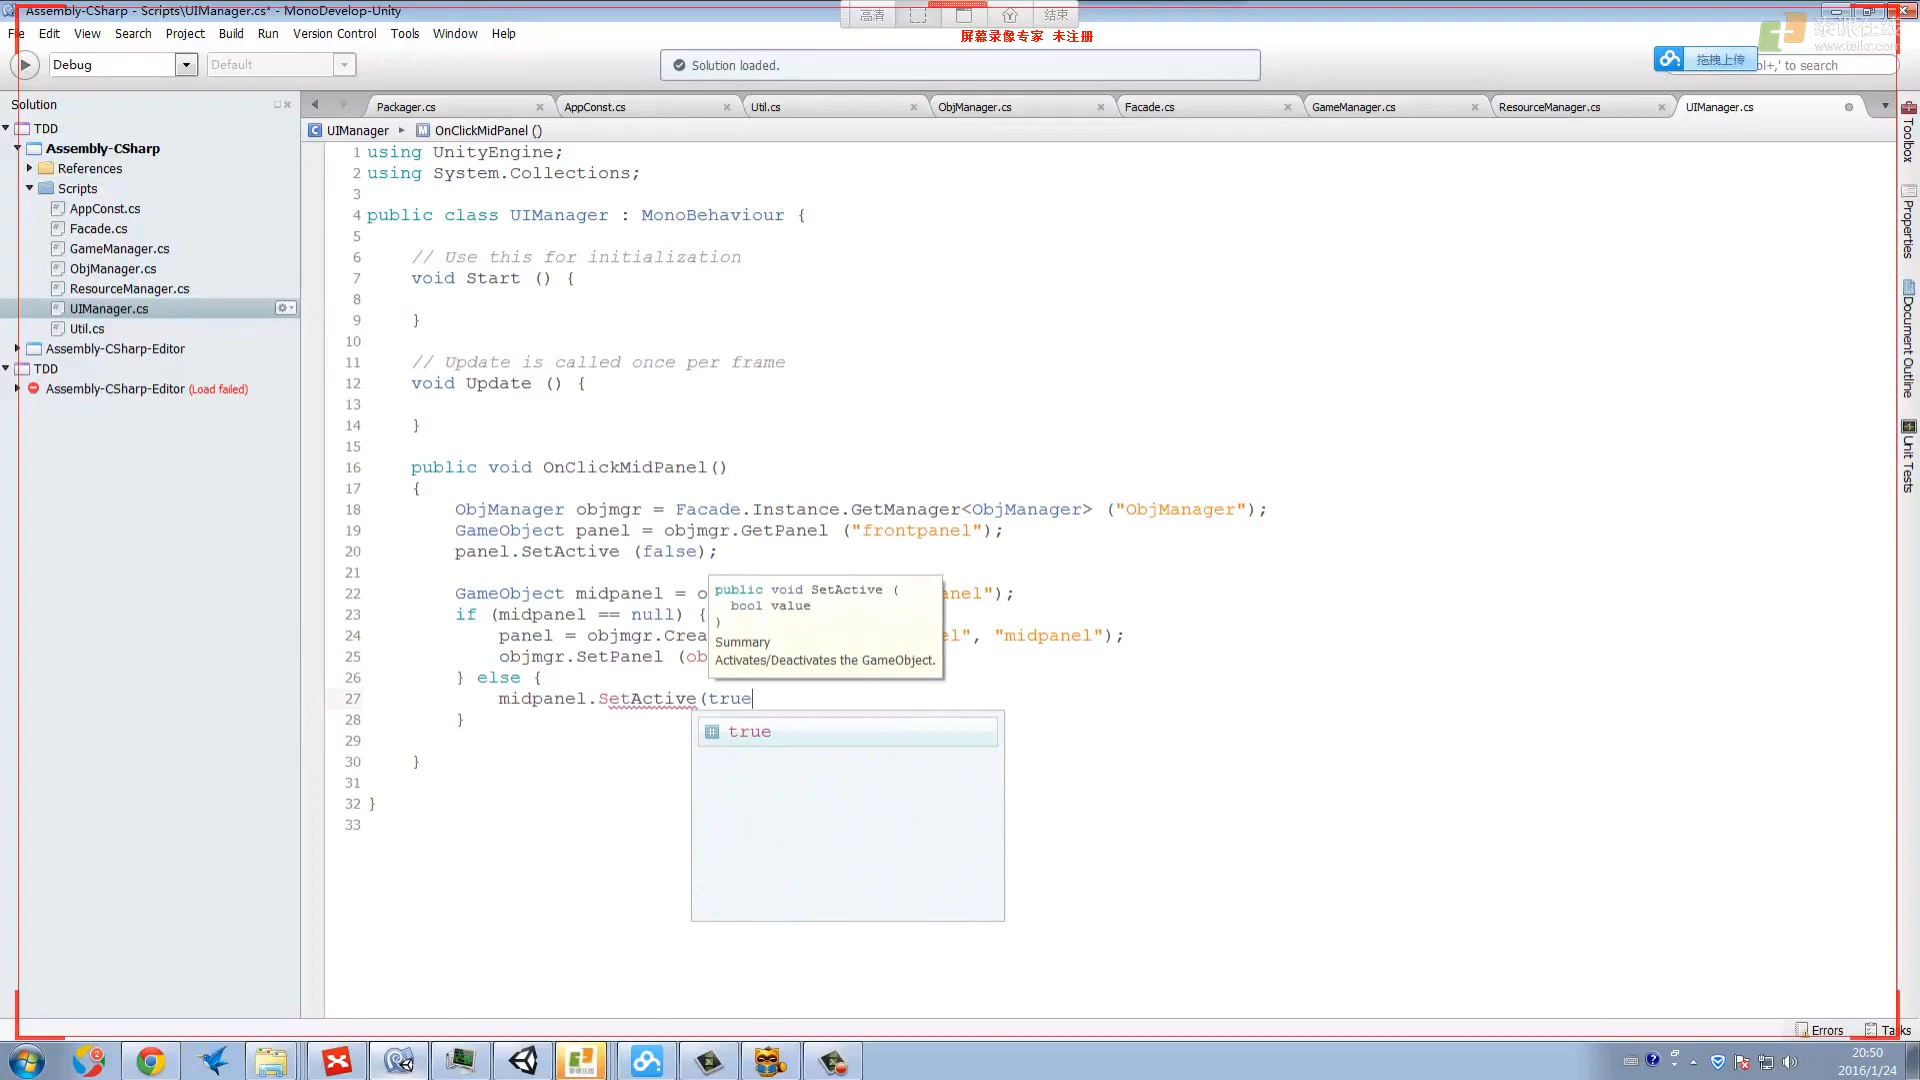 Assembly-CSharp - Scripts\UIManager.cs* - MonoDevelop-Unity
高清
结束
屏幕录像专家 未注册
File Edit View Search Project Build Run Version Control Tools Window Help
www.taikr.com
Debug
Default
Solution loaded.
拖拽上传
to search
Solution
Packager.cs
AppConst.cs
Util.cs
ObjManager.cs
Facade.cs
GameManager.cs
ResourceManager.cs
UIManager.cs
UIManager
OnClickMidPanel ()
TDD
Assembly-CSharp
References
Scripts
AppConst.cs
Facade.cs
GameManager.cs
ObjManager.cs
ResourceManager.cs
UIManager.cs
Util.cs
Assembly-CSharp-Editor
TDD
Assembly-CSharp-Editor (Load failed)
1 using UnityEngine;
2 using System.Collections;
3
4 public class UIManager : MonoBehaviour {
5
6 // Use this for initialization
7 void Start () {
8
9 }
10
11 // Update is called once per frame
12 void Update () {
13
14 }
15
16 public void OnClickMidPanel()
17 {
18 ObjManager objmgr = Facade.Instance.GetManager<ObjManager> ("ObjManager");
19 GameObject panel = objmgr.GetPanel ("frontpanel");
20 panel.SetActive (false);
21
22 GameObject midpanel = o
anel");
23 if (midpanel == null) {
24 panel = objmgr.Crea
el", "midpanel");
25 objmgr.SetPanel (ob
26 } else {
27 midpanel.SetActive(true
28 }
29
30 }
31
32 }
33
public void SetActive (
bool value
)
Summary
Activates/Deactivates the GameObject.
true
Toolbox
Properties
Document Outline
Unit Tests
Errors
Tasks
2
20:50
2016/1/24